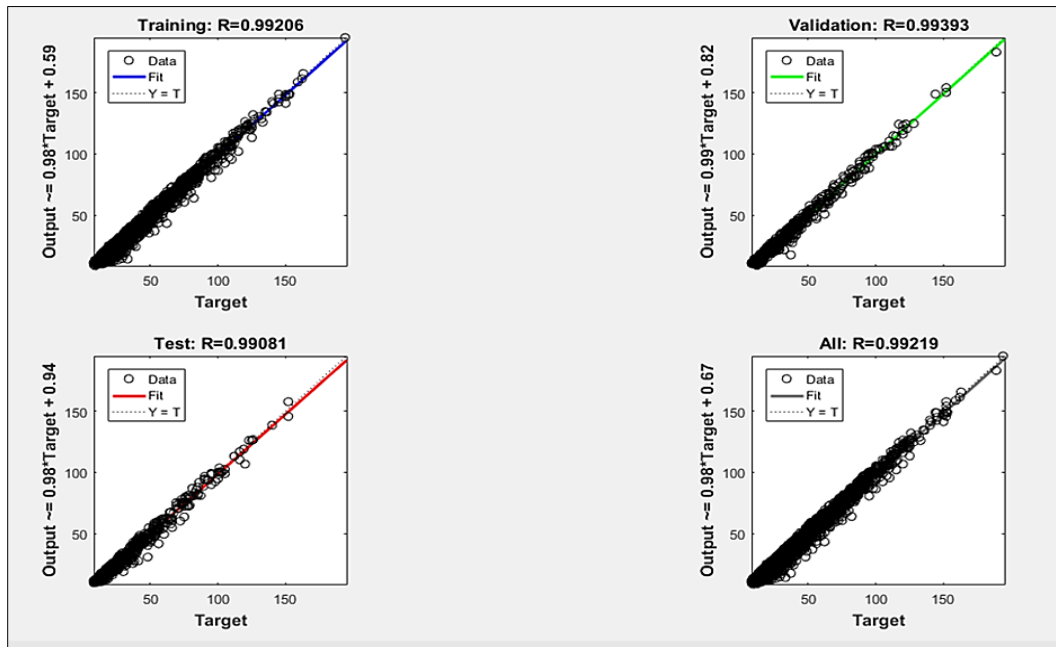 Training: R=0.99206
Output ~= 0.98*Target + 0.59
Data
Fit
Y = T
150
100
50
50 100 150
Target
Validation: R=0.99393
Output ~= 0.99*Target + 0.82
Data
Fit
Y = T
150
100
50
50 100 150
Target
Test: R=0.99081
Output ~= 0.98*Target + 0.94
Data
Fit
Y = T
150
100
50
50 100 150
Target
All: R=0.99219
Output ~= 0.98*Target + 0.67
Data
Fit
Y = T
150
100
50
50 100 150
Target